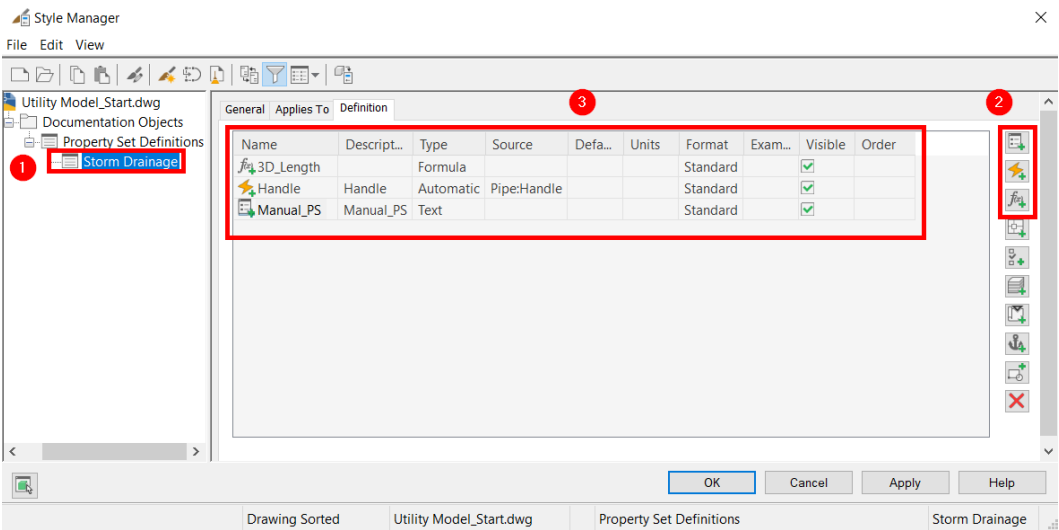 Style Manager
File Edit View
Utility Model_Start.dwg
Documentation Objects
Property Set Definitions
Storm Drainage
1
General Applies To Definition
3
2
Name Descript... Type Source Defa... Units Format Exam... Visible Order
3D_Length Formula Standard
Handle Handle Automatic Pipe:Handle Standard
Manual_PS Manual_PS Text Standard
OK Cancel Apply Help
Drawing Sorted Utility Model_Start.dwg Property Set Definitions Storm Drainage